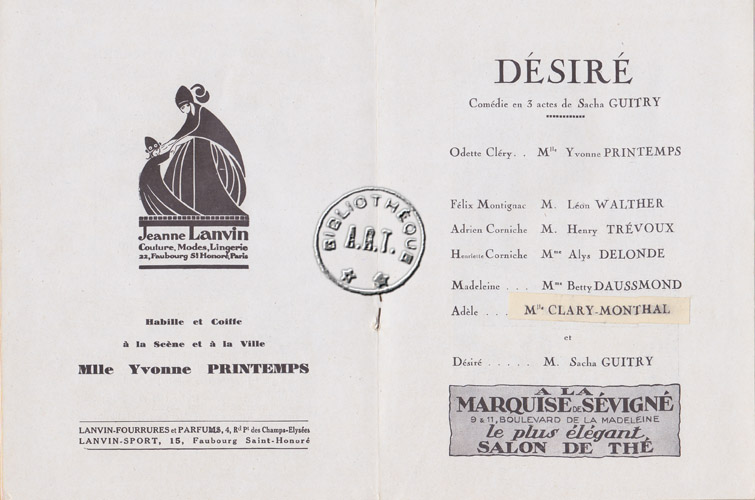 Jeanne Lanvin
Couture, Modes, Lingerie
22, Faubourg St Honoré, Paris
Habille et Coiffe
à la Scène et à la Ville
Mlle Yvonne PRINTEMPS
LANVIN-FOURRURES et PARFUMS, 4, Rd Pt des Champs-Elysées
LANVIN-SPORT, 15, Faubourg Saint-Honoré
BIBLIOTHÈQUE
A.R.T.
DÉSIRÉ
Comédie en 3 actes de Sacha GUITRY
Odette Cléry. . Mlle Yvonne PRINTEMPS
Félix Montignac M. Léon WALTHER
Adrien Corniche M. Henry TRÉVOUX
Henriette Corniche Mme Alys DELONDE
Madeleine . . . Mme Betty DAUSSMOND
Adèle . . . Mlle CLARY-MONTHAL
et
Désiré . . . . . M. Sacha GUITRY
A LA
MARQUISE DE SÉVIGNÉ
9 & 11, BOULEVARD DE LA MADELEINE
le plus élégant
SALON DE THÉ